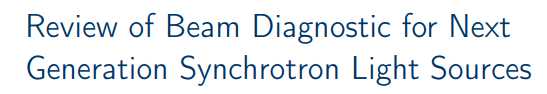 Review of Beam Diagnostic for Next
Generation Synchrotron Light Sources